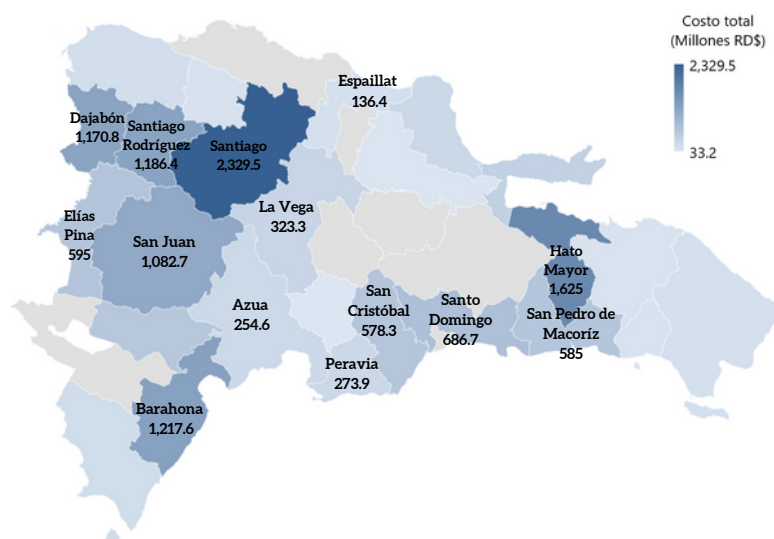 Costo total
(Millones RD$)
2,329.5
33.2
Espaillat
136.4
Dajabón
1,170.8
Santiago
Rodríguez
1,186.4
Santiago
2,329.5
La Vega
323.3
Elías
Pina
595
San Juan
1,082.7
Hato
Mayor
1,625
Azua
254.6
San
Cristóbal
578.3
Santo
Domingo
686.7
San Pedro de
Macoríz
585
Peravia
273.9
Barahona
1,217.6